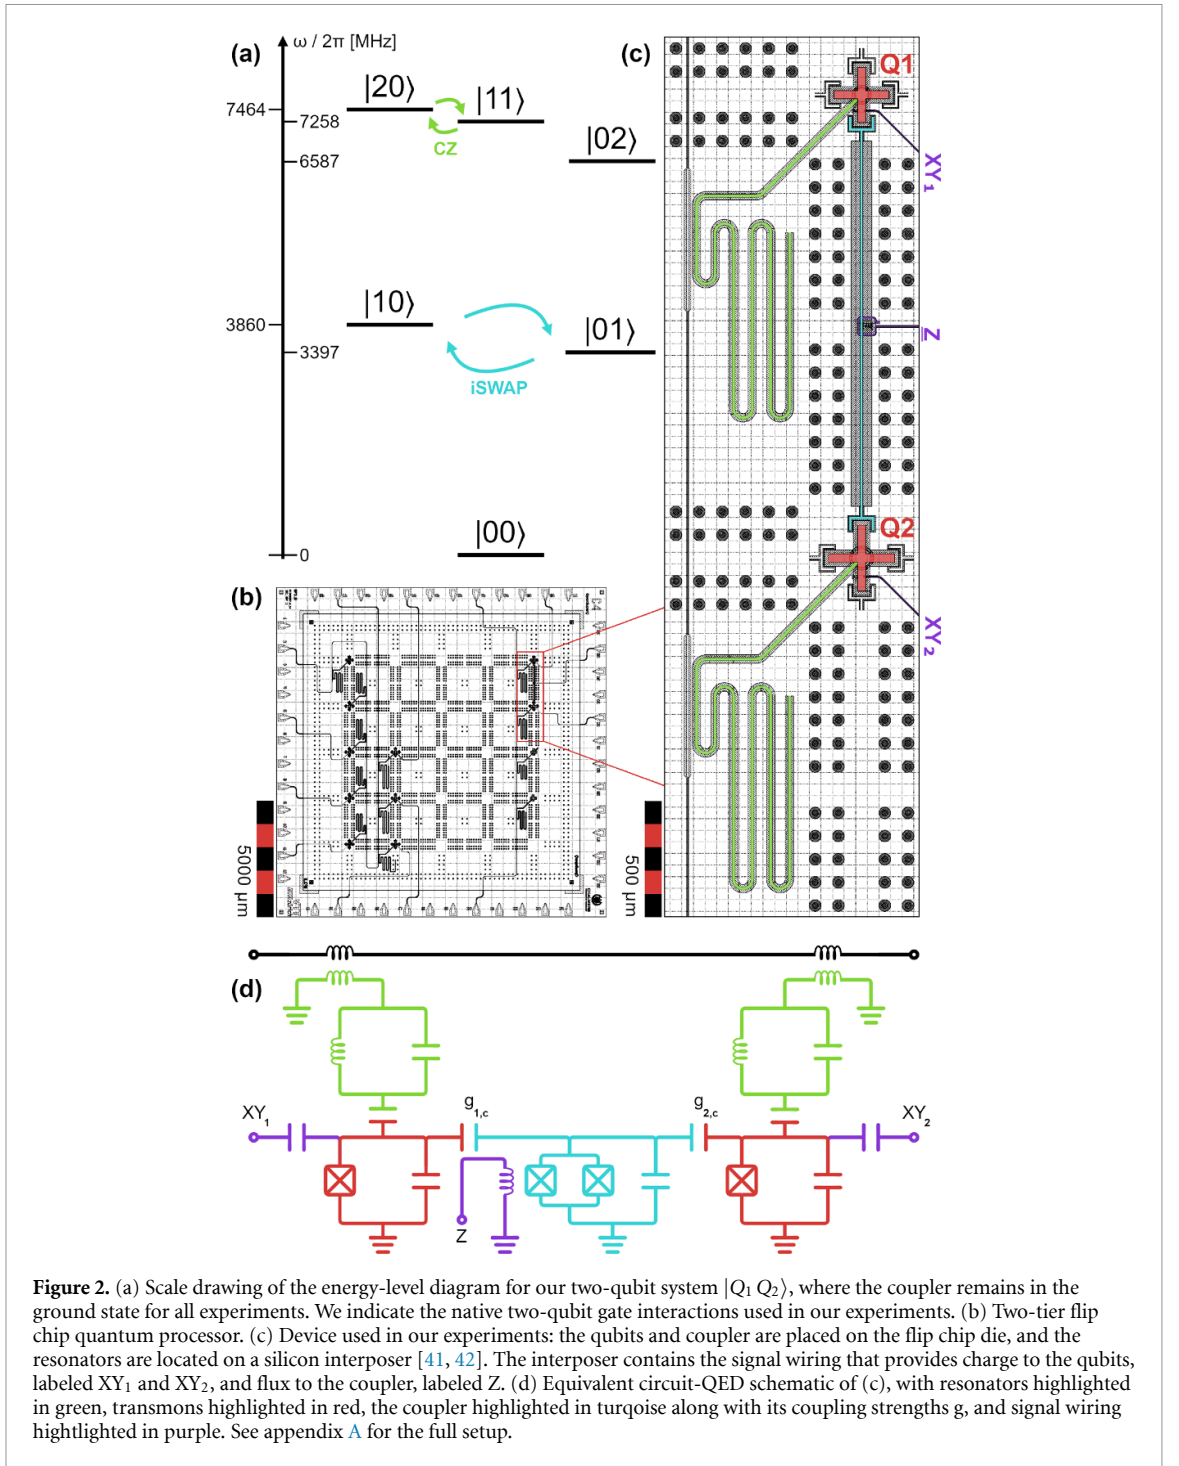 (a)
ω / 2π [MHz]
|20⟩
|11⟩
7464
7258
CZ
|02⟩
6587
|10⟩
|01⟩
3860
3397
iSWAP
|00⟩
0
(b)
5000 μm
(c)
Q1
XY1
Z
Q2
XY2
500 μm
(d)
XY1
g1,c
g2,c
XY2
Z
Figure 2. (a) Scale drawing of the energy-level diagram for our two-qubit system |Q1 Q2⟩, where the coupler remains in the
ground state for all experiments. We indicate the native two-qubit gate interactions used in our experiments. (b) Two-tier flip
chip quantum processor. (c) Device used in our experiments: the qubits and coupler are placed on the flip chip die, and the
resonators are located on a silicon interposer [41, 42]. The interposer contains the signal wiring that provides charge to the qubits,
labeled XY1 and XY2, and flux to the coupler, labeled Z. (d) Equivalent circuit-QED schematic of (c), with resonators highlighted
in green, transmons highlighted in red, the coupler highlighted in turqoise along with its coupling strengths g, and signal wiring
hightlighted in purple. See appendix A for the full setup.